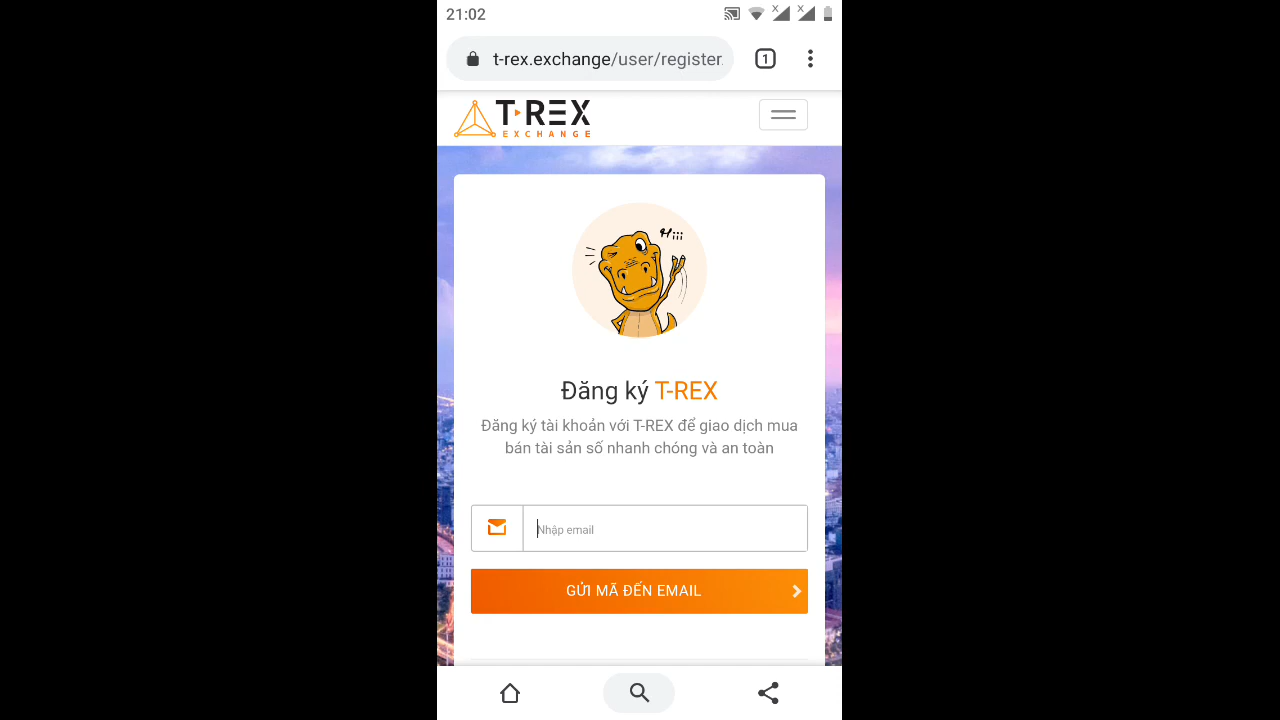 21:02
t-rex.exchange/user/register
1
T-REX
EXCHANGE
Hiii
Đăng ký T-REX
Đăng ký tài khoản với T-REX để giao dịch mua
bán tài sản số nhanh chóng và an toàn
Nhập email
GỬI MÃ ĐẾN EMAIL